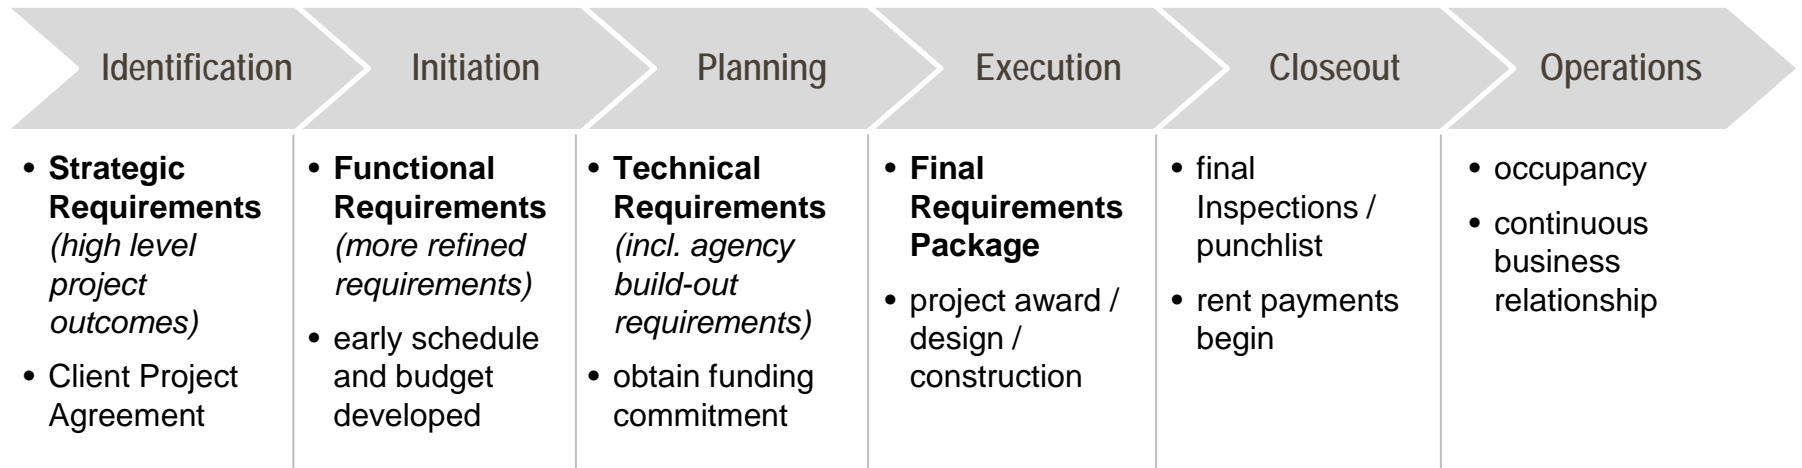 Identification
Initiation
Planning
Execution
Closeout
Operations
• Strategic
Requirements
(high level
project
outcomes)
• Client Project
Agreement
• Functional
Requirements
(more refined
requirements)
• early schedule
and budget
developed
• Technical
Requirements
(incl. agency
build-out
requirements)
• obtain funding
commitment
• Final
Requirements
Package
• project award /
design /
construction
• final
Inspections /
punchlist
• rent payments
begin
• occupancy
• continuous
business
relationship